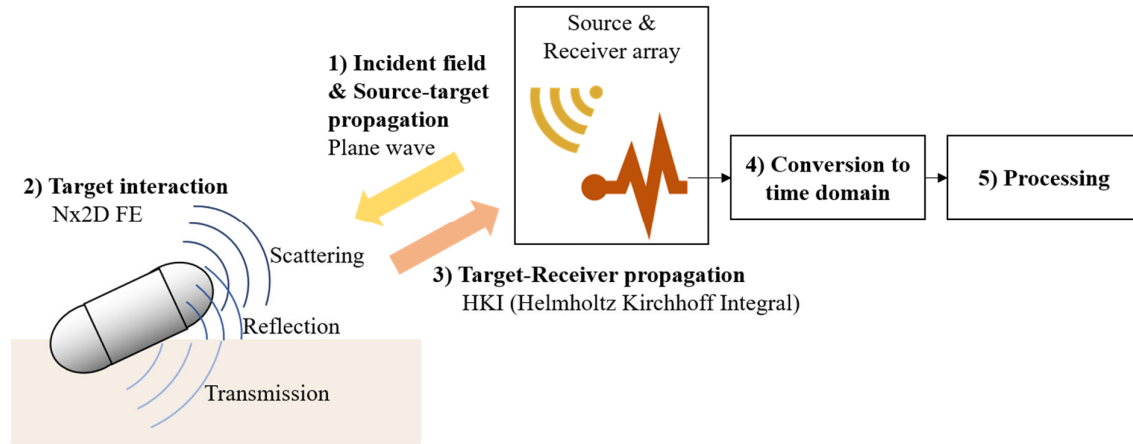 Source &
Receiver array
1) Incident field
& Source-target
propagation
Plane wave
2) Target interaction
Nx2D FE
Scattering
Reflection
Transmission
3) Target-Receiver propagation
HKI (Helmholtz Kirchhoff Integral)
4) Conversion to
time domain
5) Processing